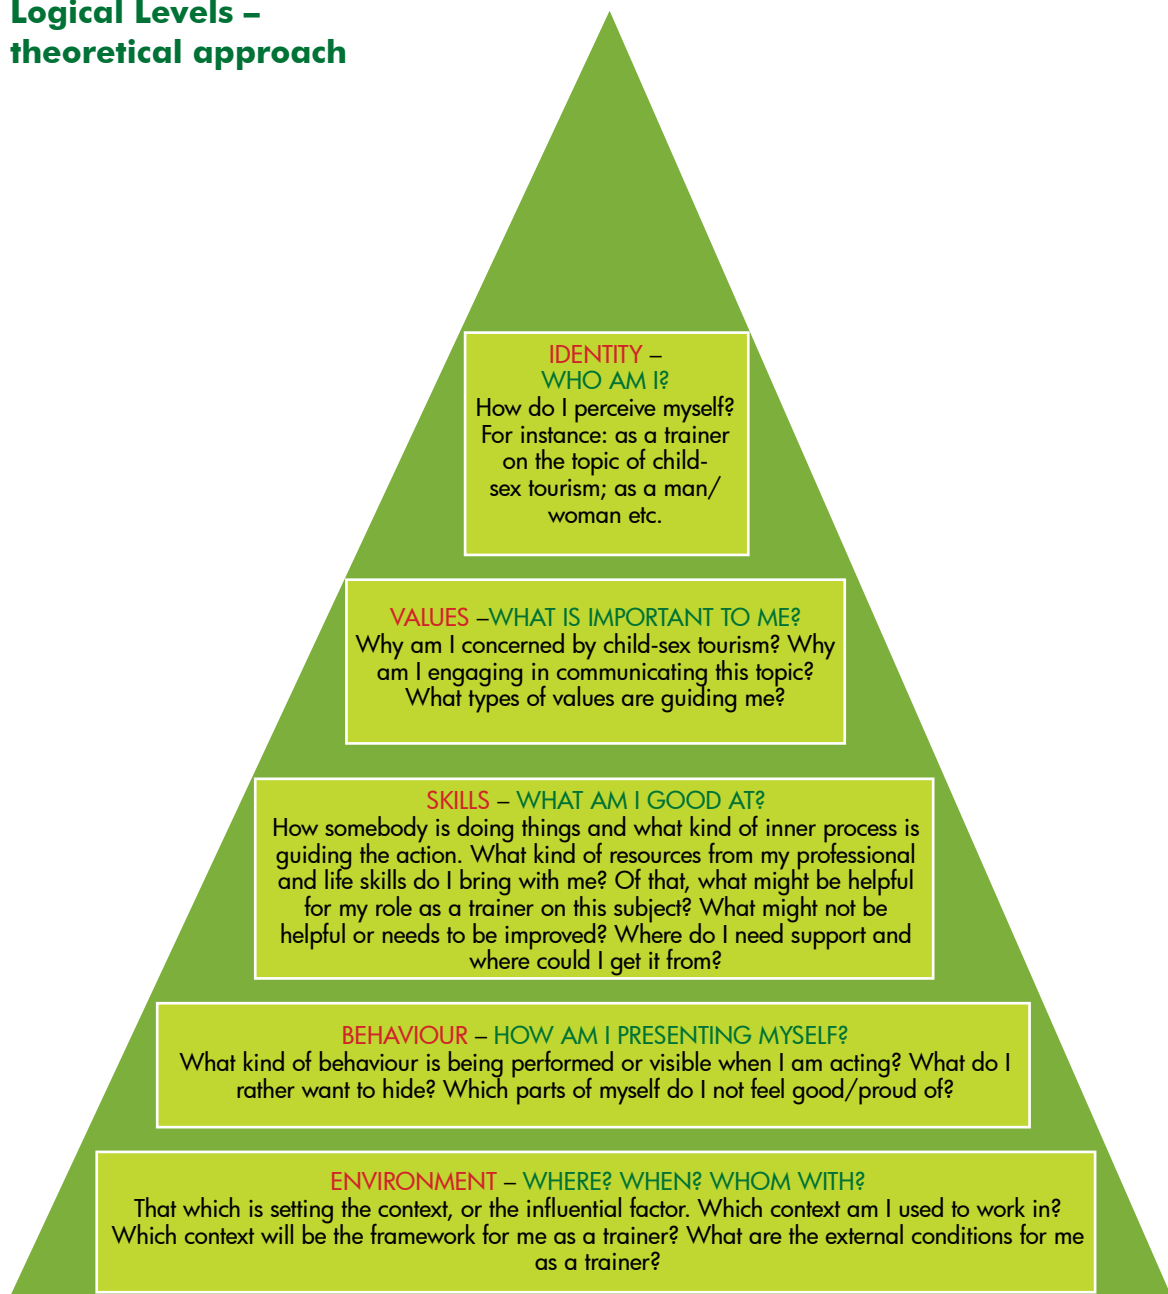 Logical Levels –
theoretical approach
IDENTITY –
WHO AM I?
How do I perceive myself?
For instance: as a trainer
on the topic of child-
sex tourism; as a man/
woman etc.
VALUES –WHAT IS IMPORTANT TO ME?
Why am I concerned by child-sex tourism? Why
am I engaging in communicating this topic?
What types of values are guiding me?
SKILLS – WHAT AM I GOOD AT?
How somebody is doing things and what kind of inner process is
guiding the action. What kind of resources from my professional
and life skills do I bring with me? Of that, what might be helpful
for my role as a trainer on this subject? What might not be
helpful or needs to be improved? Where do I need support and
where could I get it from?
BEHAVIOUR – HOW AM I PRESENTING MYSELF?
What kind of behaviour is being performed or visible when I am acting? What do I
rather want to hide? Which parts of myself do I not feel good/proud of?
ENVIRONMENT – WHERE? WHEN? WHOM WITH?
That which is setting the context, or the influential factor. Which context am I used to work in?
Which context will be the framework for me as a trainer? What are the external conditions for me
as a trainer?